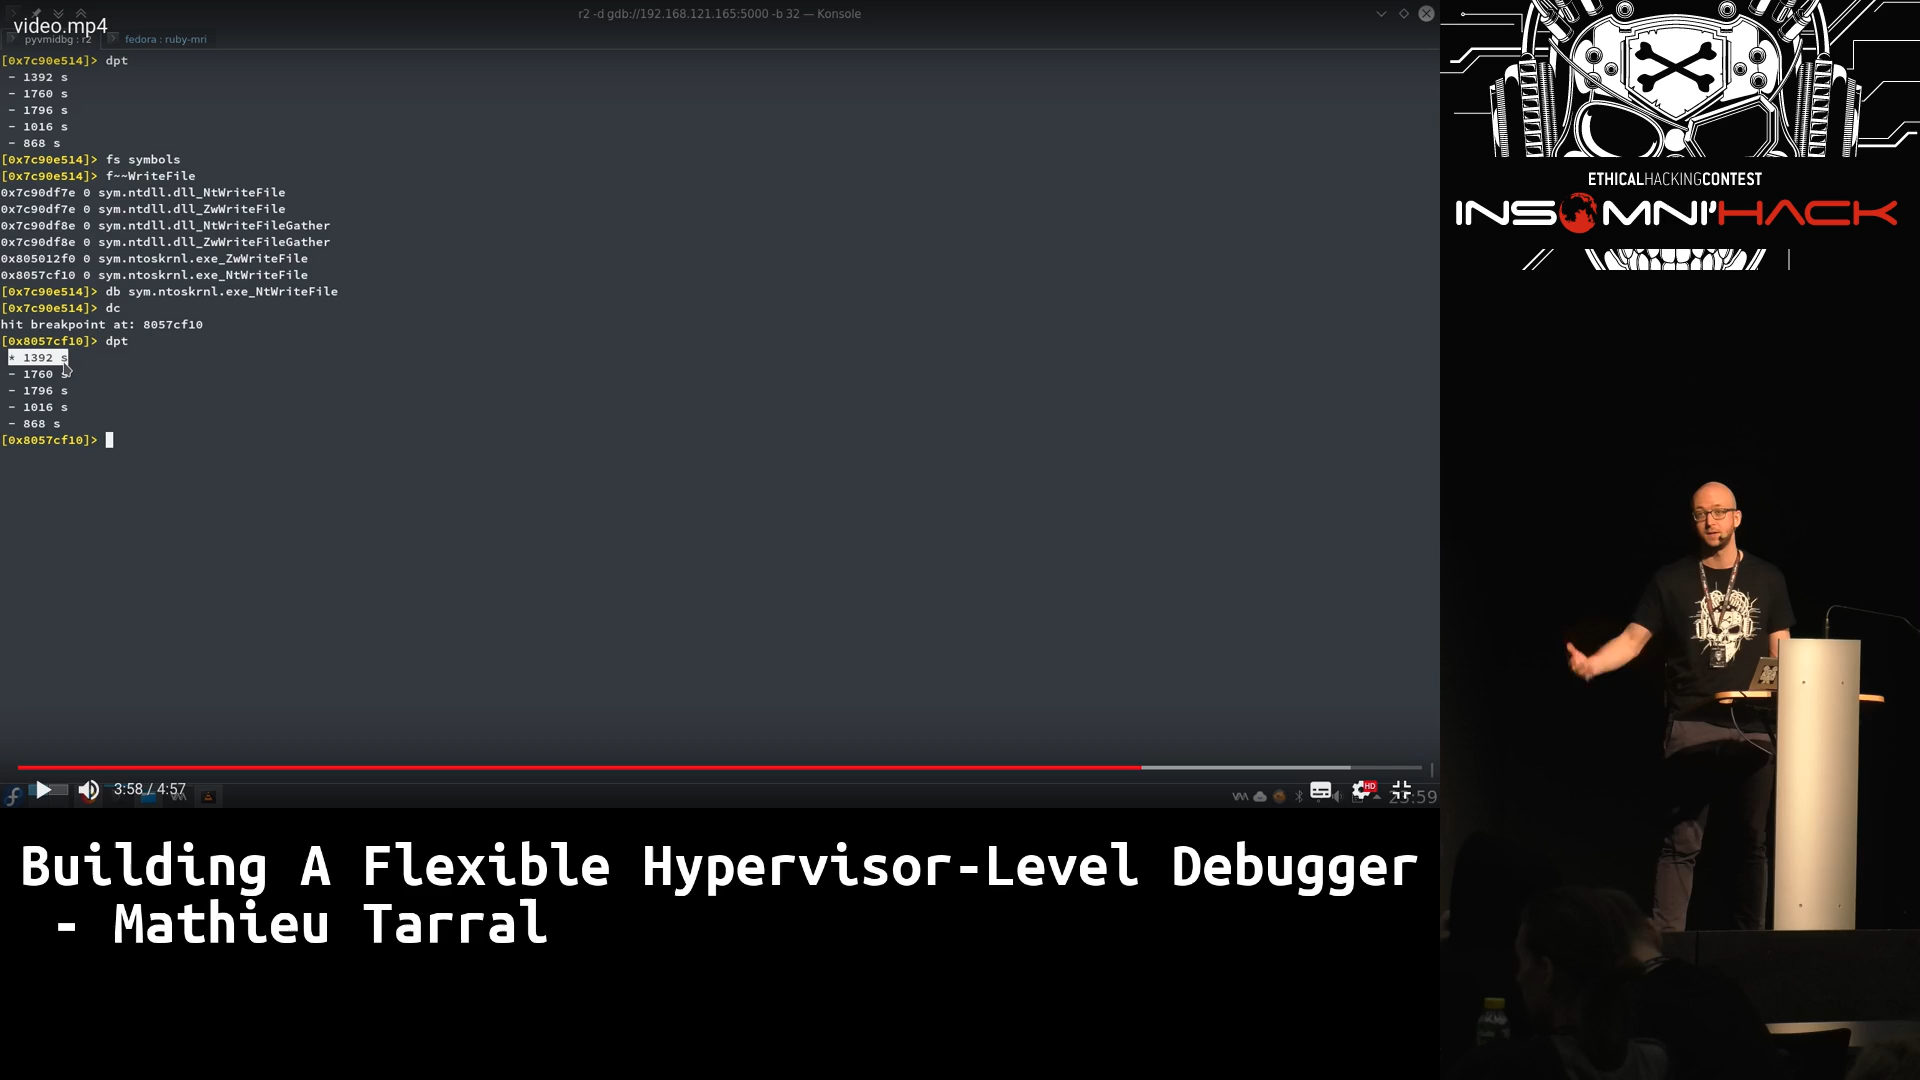 r2 -d gdb://192.168.121.165:5000 -b 32 — Konsole
video.mp4
pyvmidbg : r2
fedora : ruby-mri
[0x7c90e514]> dpt
- 1392 s
- 1760 s
- 1796 s
- 1016 s
- 868 s
[0x7c90e514]> fs symbols
[0x7c90e514]> f~~WriteFile
0x7c90df7e 0 sym.ntdll.dll_NtWriteFile
0x7c90df7e 0 sym.ntdll.dll_ZwWriteFile
0x7c90df8e 0 sym.ntdll.dll_NtWriteFileGather
0x7c90df8e 0 sym.ntdll.dll_ZwWriteFileGather
0x805012f0 0 sym.ntoskrnl.exe_ZwWriteFile
0x8057cf10 0 sym.ntoskrnl.exe_NtWriteFile
[0x7c90e514]> db sym.ntoskrnl.exe_NtWriteFile
[0x7c90e514]> dc
hit breakpoint at: 8057cf10
[0x8057cf10]> dpt
* 1392 s
- 1760 s
- 1796 s
- 1016 s
- 868 s
[0x8057cf10]>
3:58 / 4:57
HD
ETHICALHACKINGCONTEST
INSOMNI'HACK
Building A Flexible Hypervisor-Level Debugger
- Mathieu Tarral